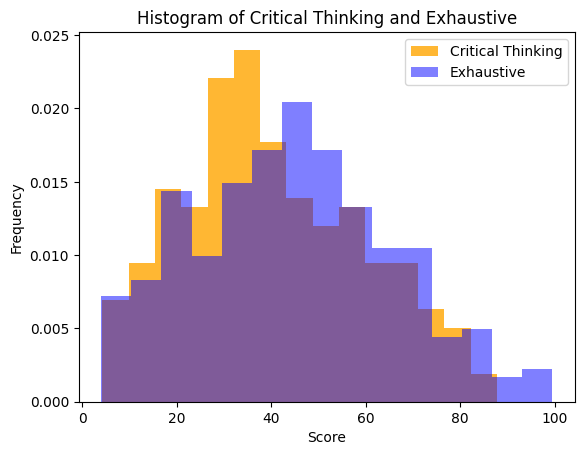 Histogram of Critical Thinking and Exhaustive
Critical Thinking
Exhaustive
0.025
0.020
0.015
0.010
0.005
0.000
Frequency
0
20
40
60
80
100
Score